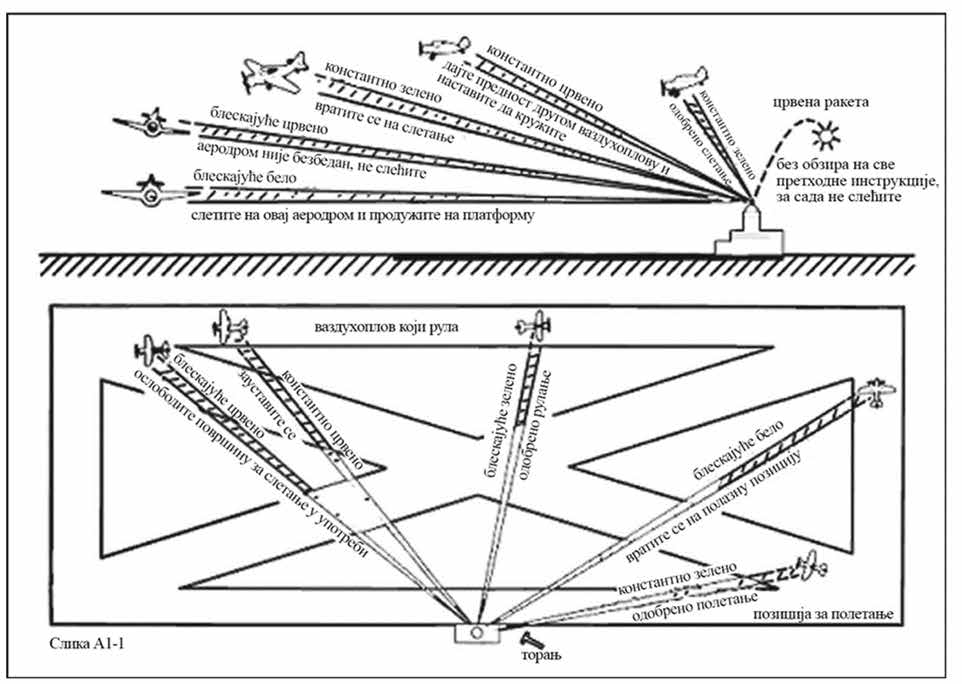 константно црвено
дајте предност другом ваздухоплову и
наставите да кружите
константно зелено
вратите се на слетање
константно зелено
одобрено слетање
црвена ракета
блескајуће црвено
аеродром није безбедан, не слећите
без обзира на све
претходне инструкције,
за сада не слећите
блескајуће бело
слетите на овај аеродром и продужите на платформу
ваздухоплов који рула
блескајуће црвено
ослободите површину за слетање у употреби
константно црвено
зауставите се
блескајуће зелено
одобрено рулање
блескајуће бело
вратите се на полазну позицију
константно зелено
одобрено полетање
позиција за полетање
Слика А1-1
торањ